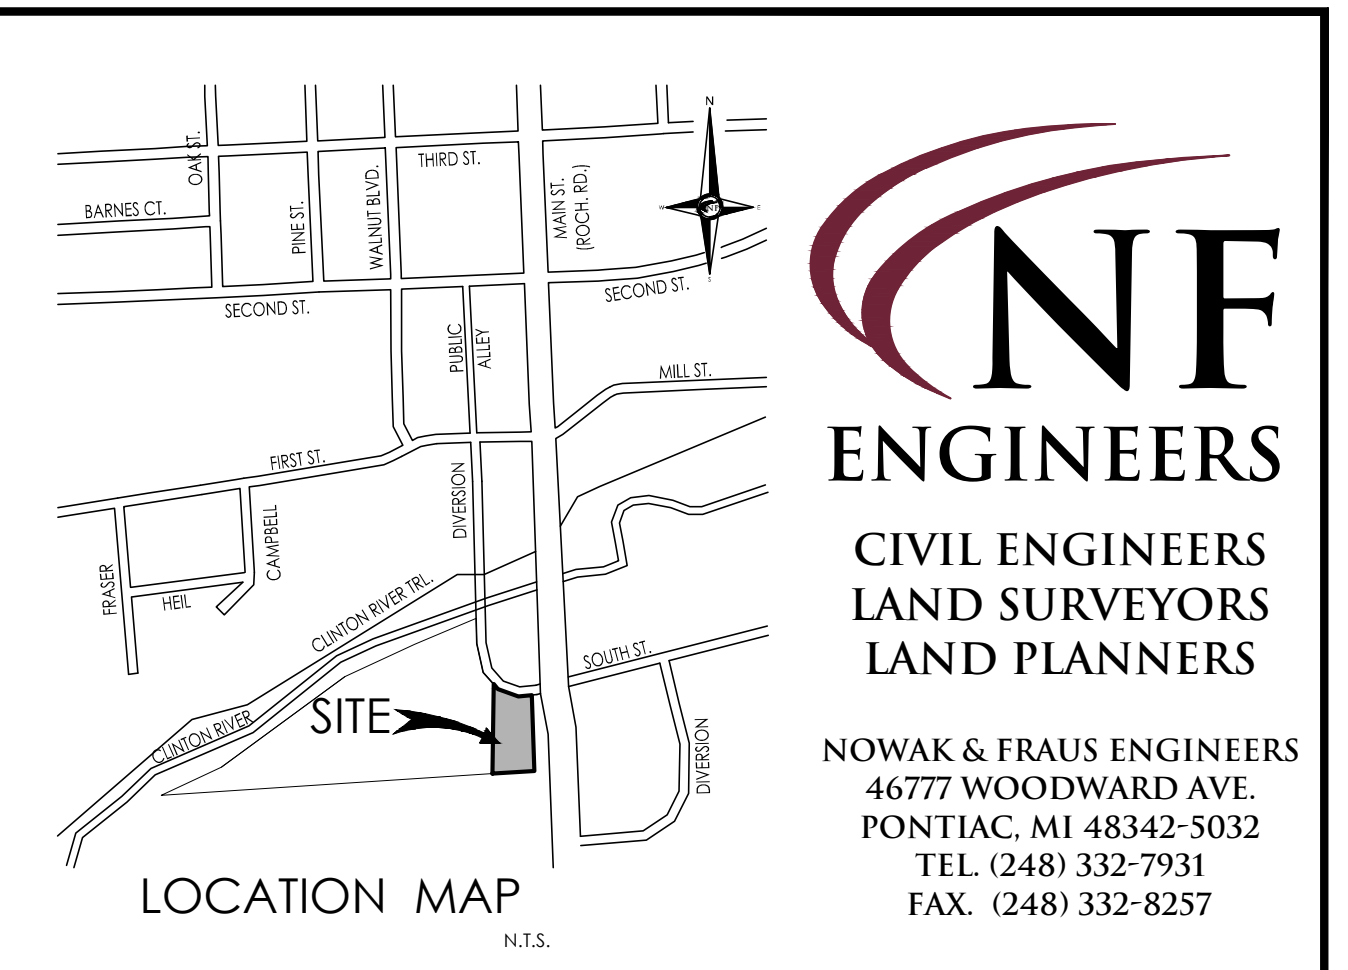 OAK ST.
THIRD ST.
BARNES CT.
PINE ST.
WALNUT BLVD.
MAIN ST.
(ROCH. RD.)
N
W
NF
E
S
SECOND ST.
SECOND ST.
PUBLIC
ALLEY
MILL ST.
FIRST ST.
DIVERSION
CAMPBELL
FRASER
HEIL
CLINTON RIVER TRL.
SOUTH ST.
SITE
CLINTON RIVER
DIVERSION
LOCATION MAP
N.T.S.
NF
ENGINEERS
CIVIL ENGINEERS
LAND SURVEYORS
LAND PLANNERS
NOWAK & FRAUS ENGINEERS
46777 WOODWARD AVE.
PONTIAC, MI 48342-5032
TEL. (248) 332-7931
FAX. (248) 332-8257